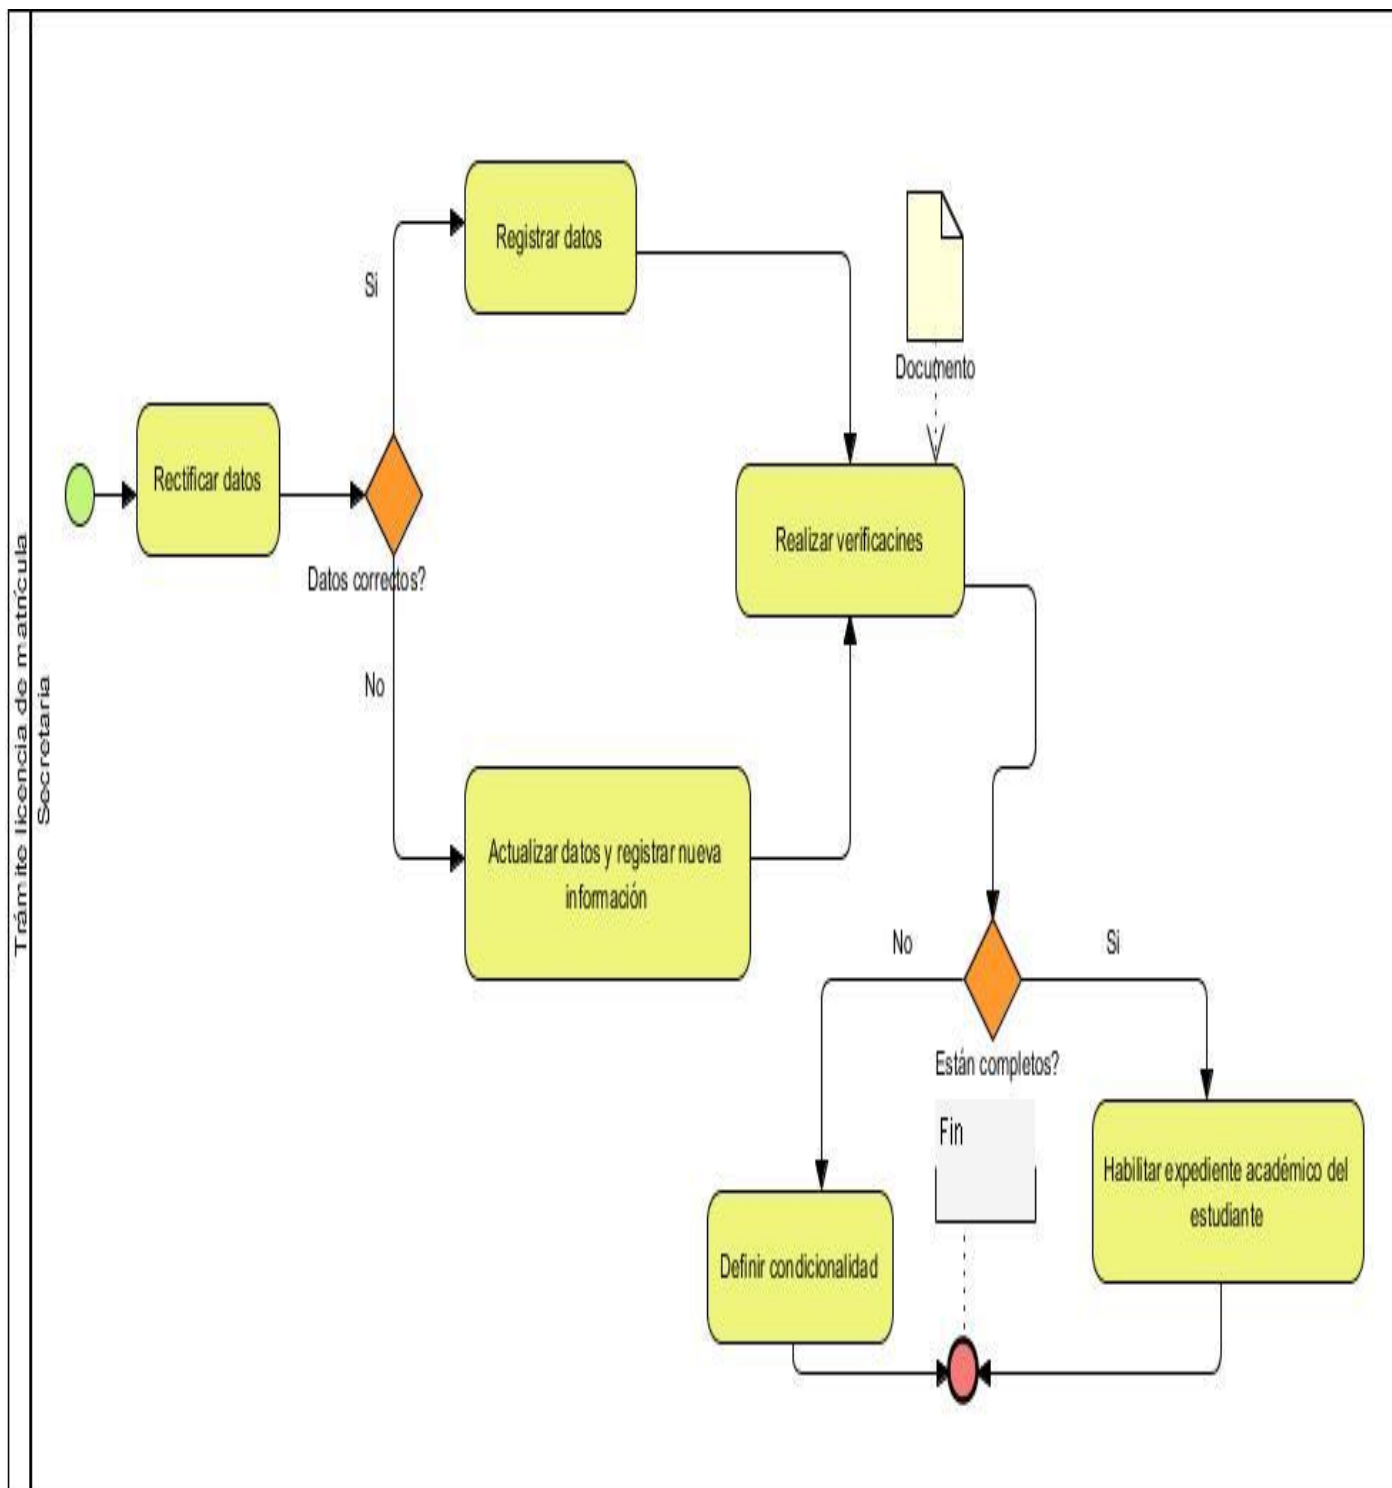 Trámite licencia de matrícula
Secretaria
Registrar datos
Si
Documento
Rectificar datos
Realizar verificacines
Datos correctos?
No
Actualizar datos y registrar nueva
información
No
Si
Están completos?
Fin
Habilitar expediente académico del
estudiante
Definir condicionalidad